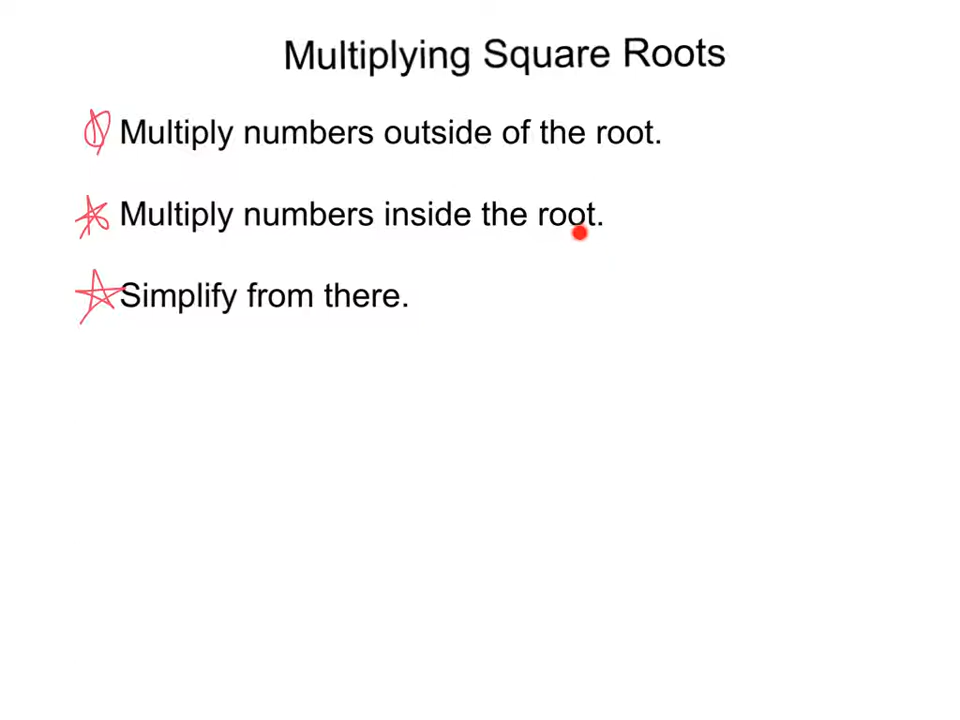 Multiplying Square Roots
Multiply numbers outside of the root.
Multiply numbers inside the root.
Simplify from there.